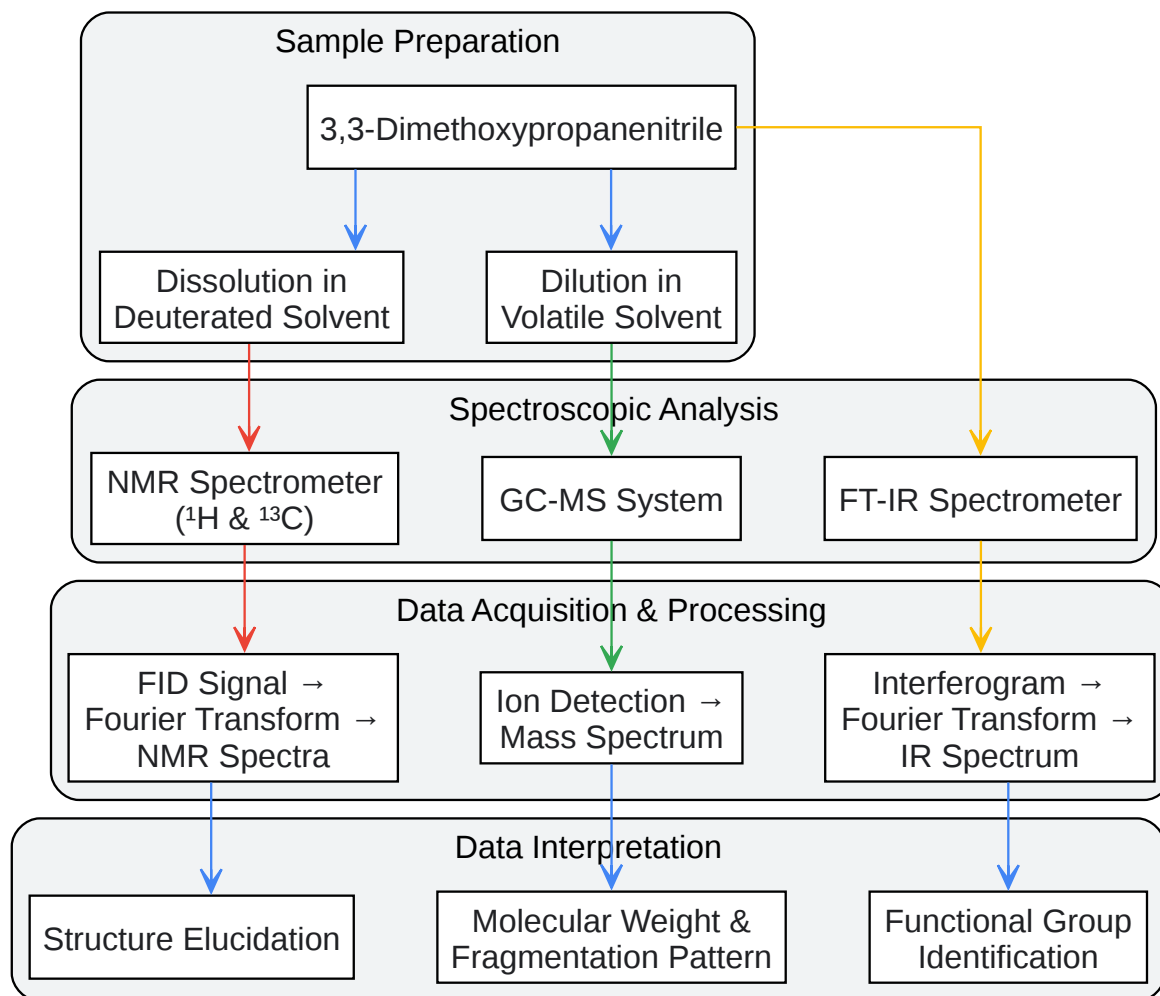 Sample Preparation
3,3-Dimethoxypropanenitrile
Dissolution in
Deuterated Solvent
Dilution in
Volatile Solvent
Spectroscopic Analysis
NMR Spectrometer
(¹H & ¹³C)
GC-MS System
FT-IR Spectrometer
Data Acquisition & Processing
FID Signal →
Fourier Transform →
NMR Spectra
Ion Detection →
Mass Spectrum
Interferogram →
Fourier Transform →
IR Spectrum
Data Interpretation
Structure Elucidation
Molecular Weight &
Fragmentation Pattern
Functional Group
Identification